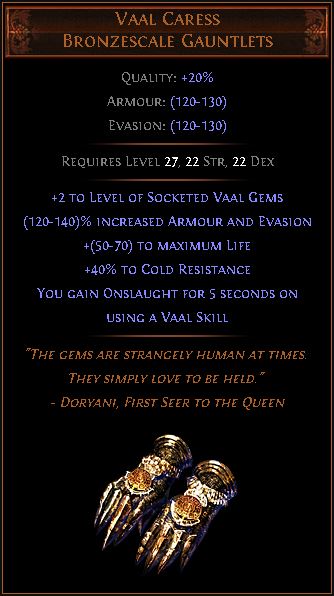 Vaal Caress
Bronzescale Gauntlets
Quality: +20%
Armour: (120-130)
Evasion: (120-130)
Requires Level 27, 22 Str, 22 Dex
+2 to Level of Socketed Vaal Gems
(120-140)% increased Armour and Evasion
+(50-70) to maximum Life
+40% to Cold Resistance
You gain Onslaught for 5 seconds on
using a Vaal Skill
"The gems are strangely human at times.
They simply love to be held."
- Doryani, First Seer to the Queen